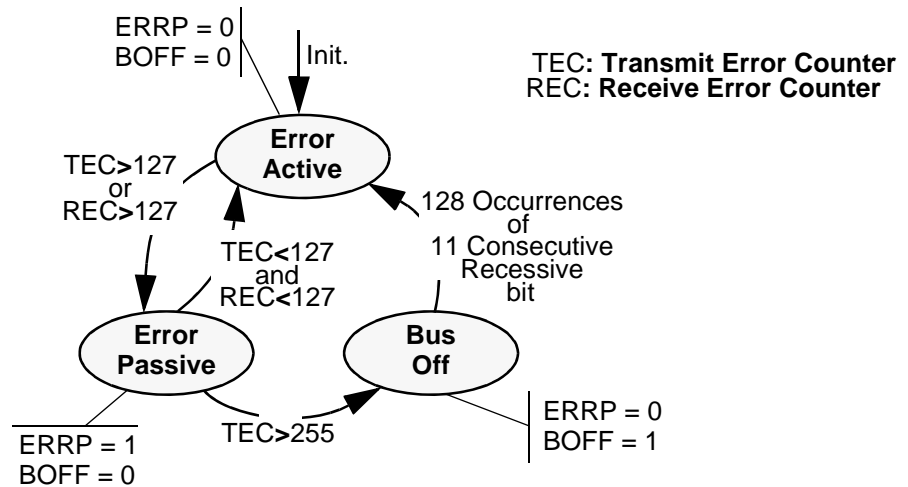 ERRP = 0
BOFF = 0
Init.
TEC: Transmit Error Counter
REC: Receive Error Counter
Error
Active
TEC>127
or
REC>127
TEC<127
and
REC<127
128 Occurrences
of
11 Consecutive
Recessive
bit
Error
Passive
Bus
Off
TEC>255
ERRP = 1
BOFF = 0
ERRP = 0
BOFF = 1